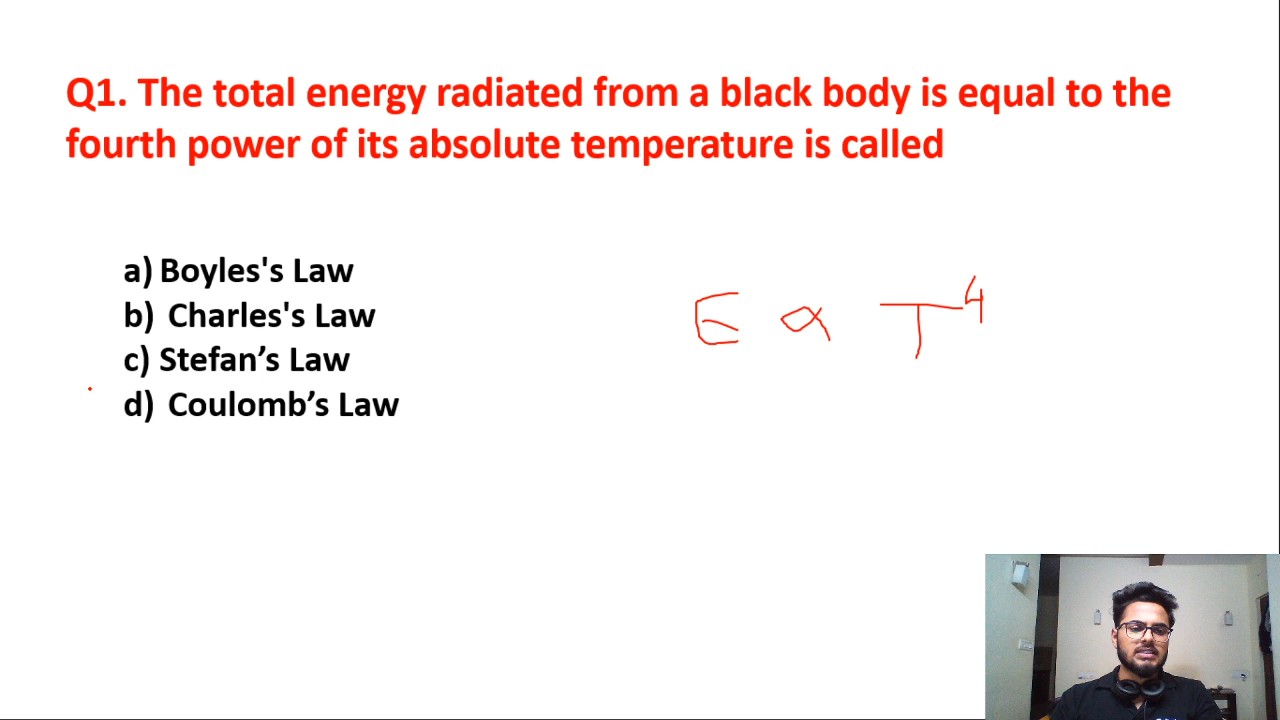 Q1. The total energy radiated from a black body is equal to the
fourth power of its absolute temperature is called
a) Boyles's Law
b) Charles's Law
c) Stefan’s Law
d) Coulomb’s Law
E ∝ T⁴